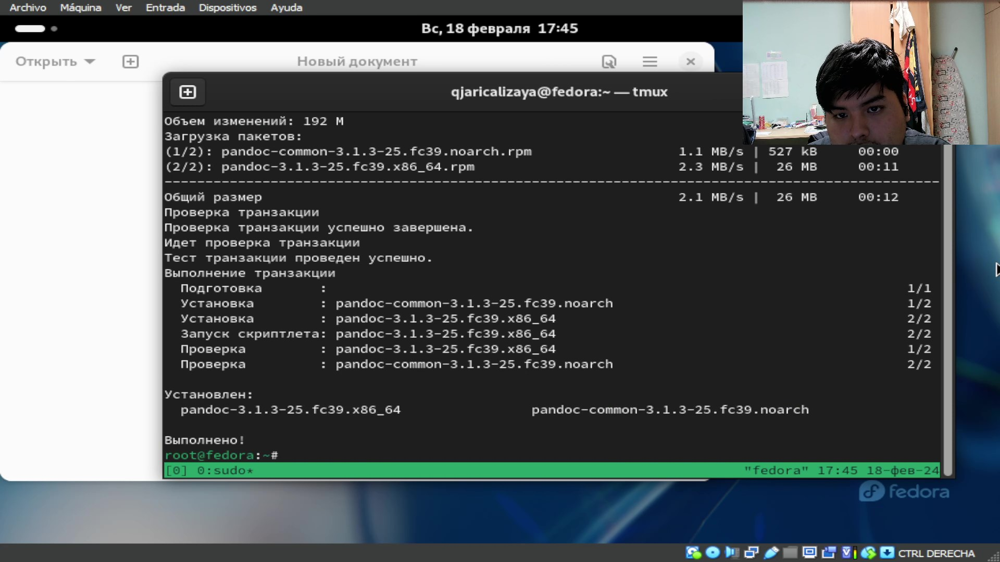 Archivo Máquina Ver Entrada Dispositivos Ayuda
Вс, 18 февраля 17:45
Открыть Новый документ
qjaricalizaya@fedora:~ — tmux
Объем изменений: 192 M
Загрузка пакетов:
(1/2): pandoc-common-3.1.3-25.fc39.noarch.rpm 1.1 MB/s | 527 kB 00:00
(2/2): pandoc-3.1.3-25.fc39.x86_64.rpm 2.3 MB/s | 26 MB 00:11
--------------------------------------------------------------------------------
Общий размер 2.1 MB/s | 26 MB 00:12
Проверка транзакции
Проверка транзакции успешно завершена.
Идет проверка транзакции
Тест транзакции проведен успешно.
Выполнение транзакции
Подготовка : 1/1
Установка : pandoc-common-3.1.3-25.fc39.noarch 1/2
Установка : pandoc-3.1.3-25.fc39.x86_64 2/2
Запуск скриптлета: pandoc-3.1.3-25.fc39.x86_64 2/2
Проверка : pandoc-3.1.3-25.fc39.x86_64 1/2
Проверка : pandoc-common-3.1.3-25.fc39.noarch 2/2
Установлен:
pandoc-3.1.3-25.fc39.x86_64 pandoc-common-3.1.3-25.fc39.noarch
Выполнено!
root@fedora:~#
[0] 0:sudo* "fedora" 17:45 18-фев-24
fedora
CTRL DERECHA